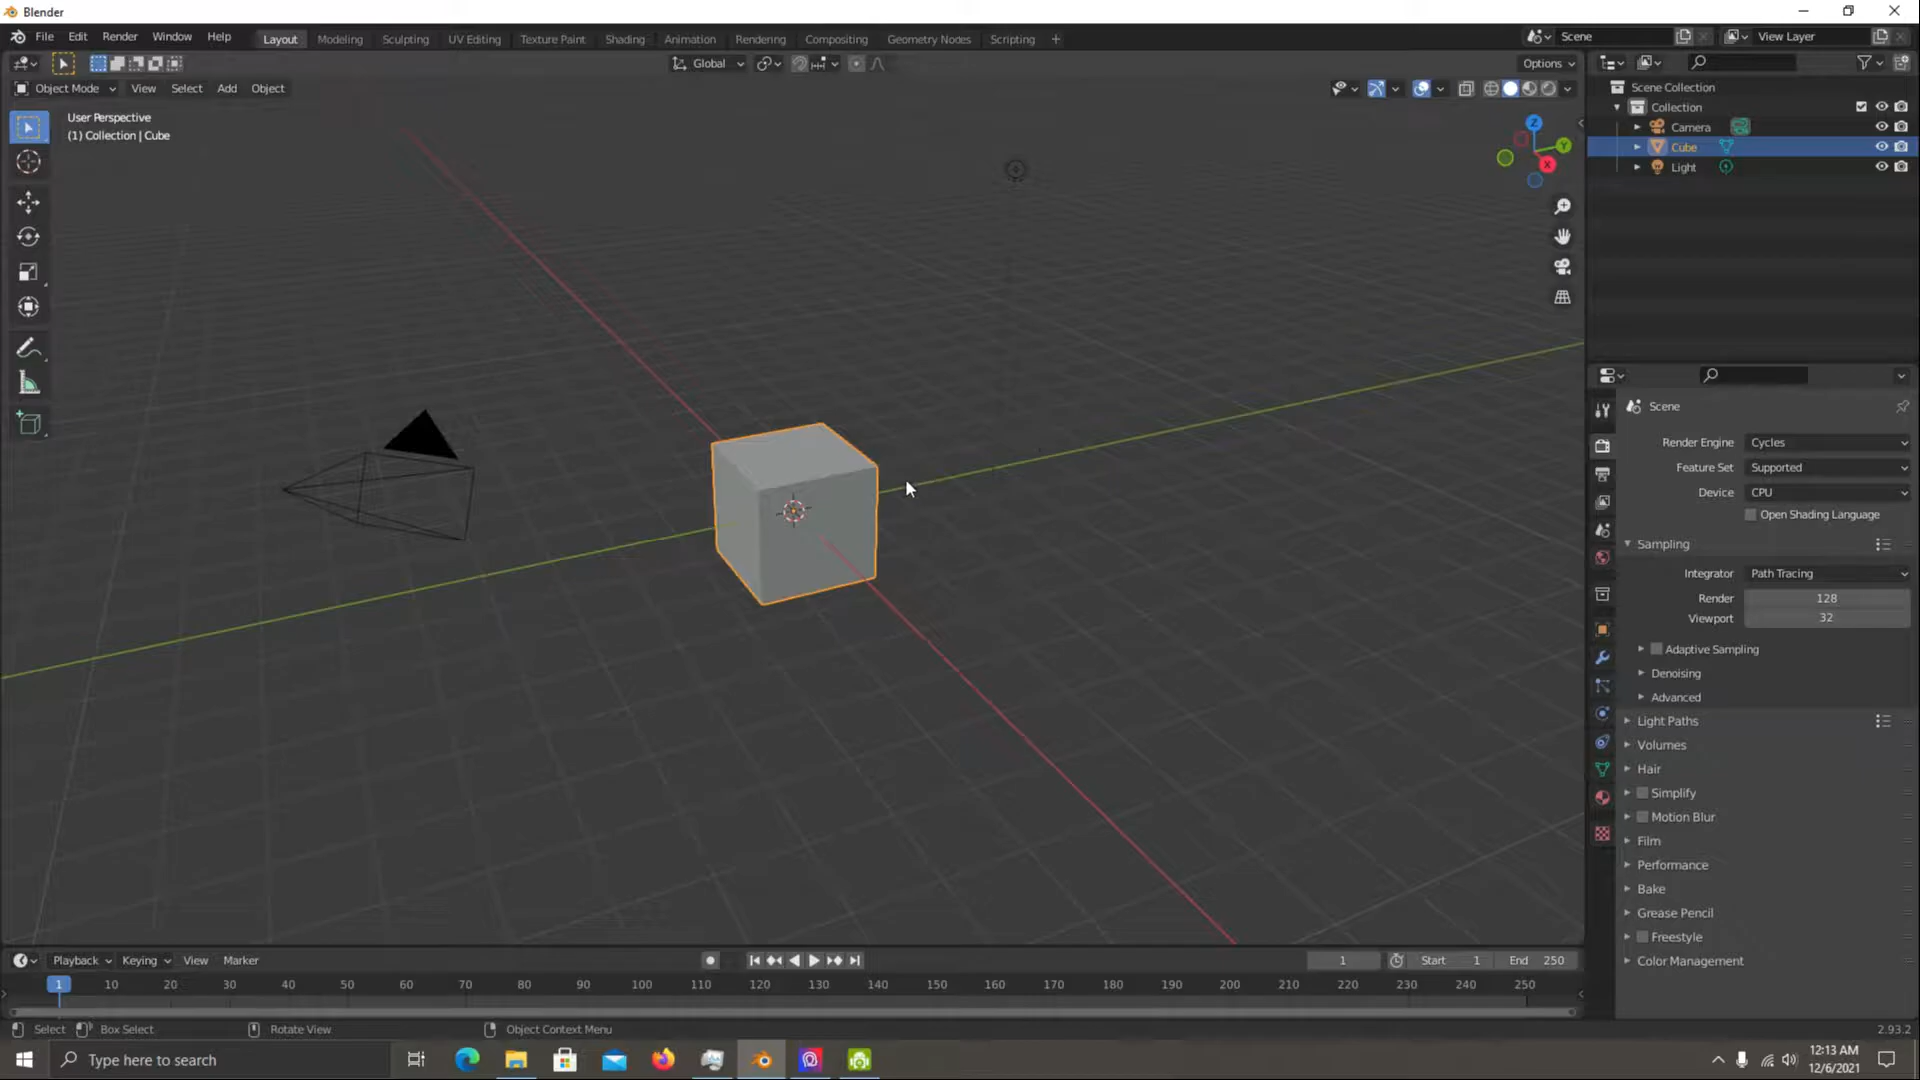 Blender
File Edit Render Window Help Layout Modeling Sculpting UV Editing Texture Paint Shading Animation Rendering Compositing Geometry Nodes Scripting + Scene View Layer
Global Options
Object Mode View Select Add Object
User Perspective
(1) Collection | Cube
Z
Y
X
Scene Collection
Collection
Camera
Cube
Light
Scene
Render Engine Cycles
Feature Set Supported
Device CPU
Open Shading Language
Sampling
Integrator Path Tracing
Render 128
Viewport 32
Adaptive Sampling
Denoising
Advanced
Light Paths
Volumes
Hair
Simplify
Motion Blur
Film
Performance
Bake
Grease Pencil
Freestyle
Color Management
Playback Keying View Marker 1 Start 1 End 250
1 10 20 30 40 50 60 70 80 90 100 110 120 130 140 150 160 170 180 190 200 210 220 230 240 250
Select Box Select Rotate View Object Context Menu 2.93.2
Type here to search
12:13 AM
12/6/2021